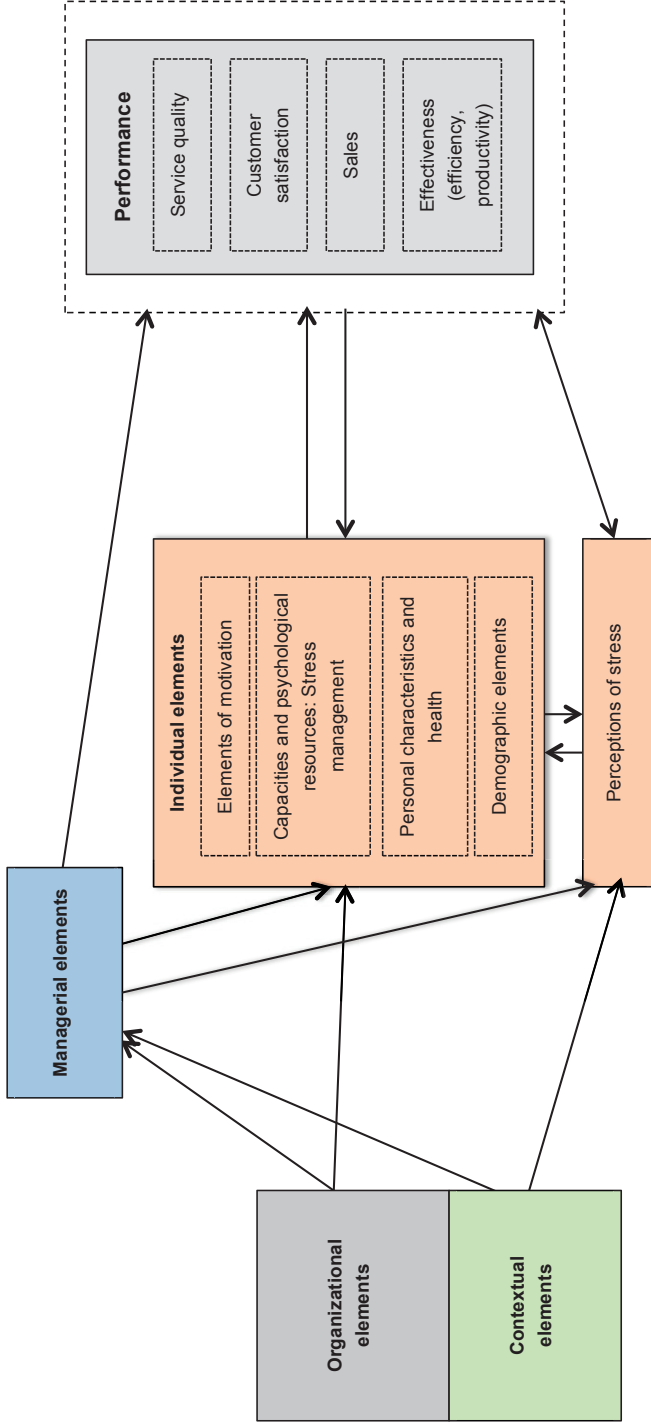 Organizational
elements
Contextual
elements
Managerial elements
Individual elements
Elements of motivation
Capacities and psychological
resources: Stress
management
Personal characteristics and
health
Demographic elements
Perceptions of stress
Performance
Service quality
Customer
satisfaction
Sales
Effectiveness
(efficiency,
productivity)